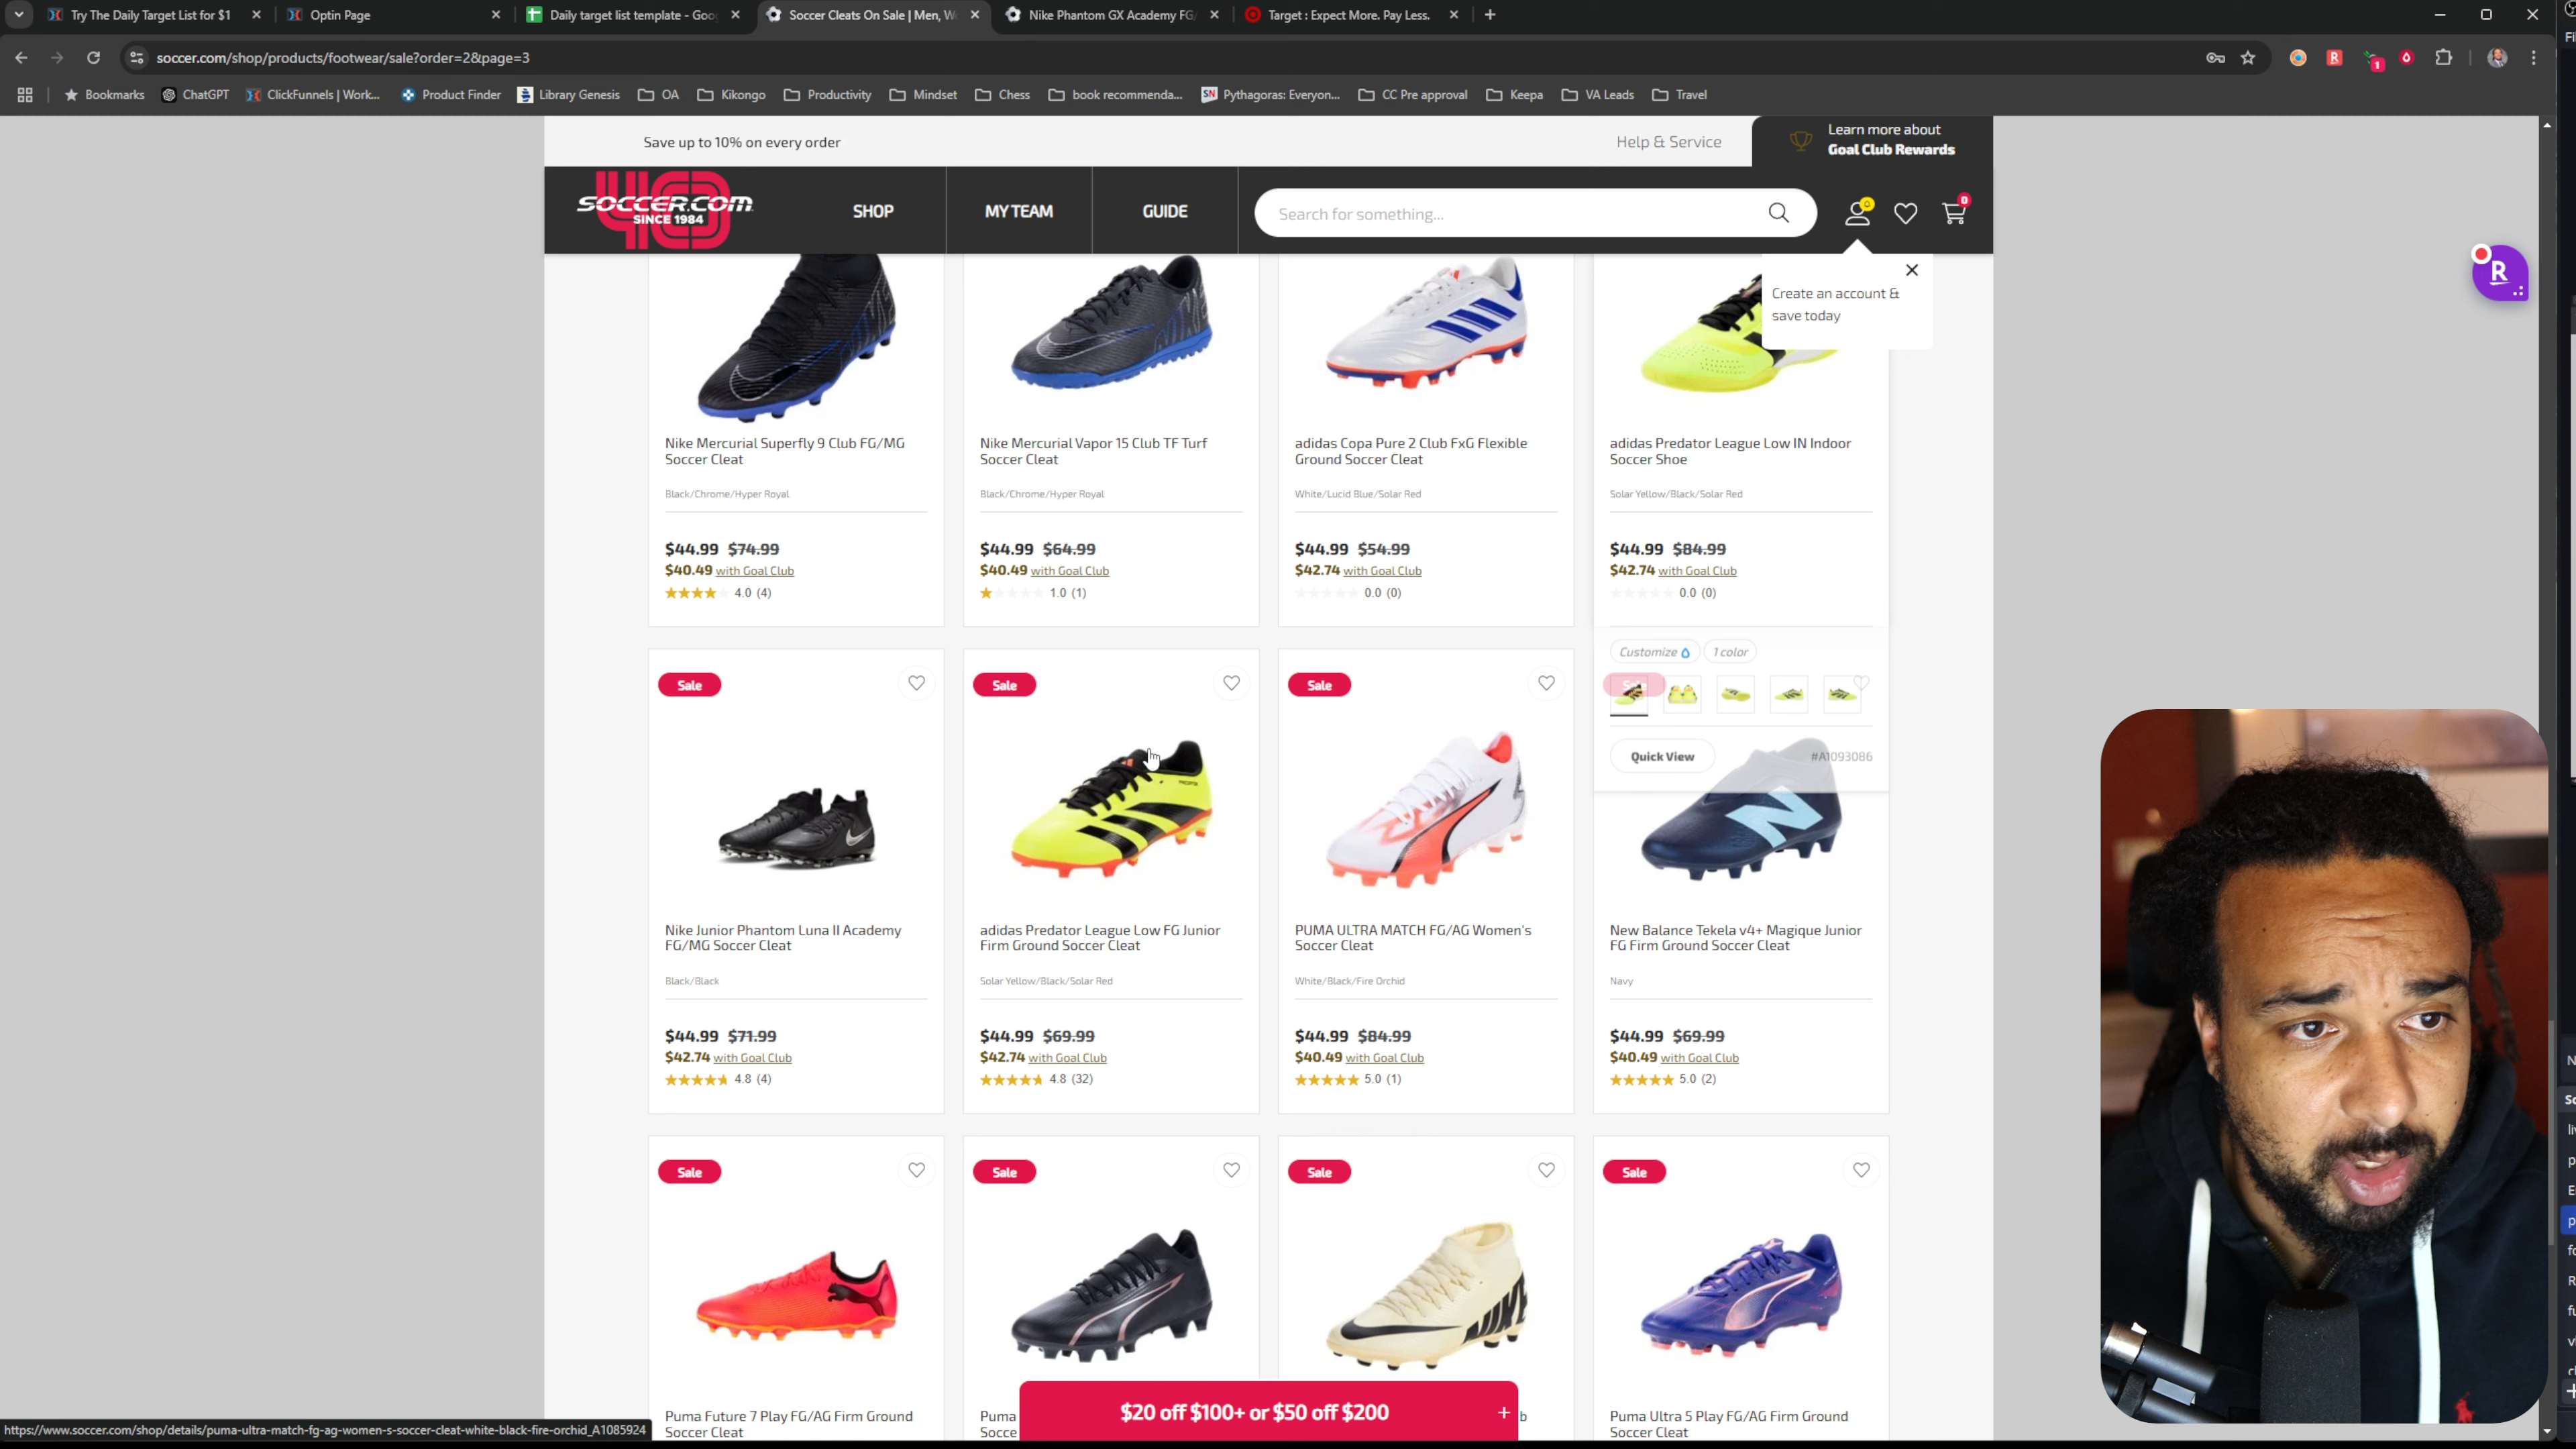 Try The Daily Target List for $1
Optin Page
Daily target list template - Goo
Soccer Cleats On Sale | Men, W
Nike Phantom GX Academy FG/
Target : Expect More. Pay Less.
soccer.com/shop/products/footwear/sale?order=2&page=3
Bookmarks
ChatGPT
ClickFunnels | Work...
Product Finder
Library Genesis
OA
Kikongo
Productivity
Mindset
Chess
book recommenda...
Pythagoras: Everyon...
CC Pre approval
Keepa
VA Leads
Travel
Save up to 10% on every order
Help & Service
Learn more about
Goal Club Rewards
40
SOCCER.COM
SINCE 1984
SHOP
MY TEAM
GUIDE
Search for something...
0
Create an account &
save today
Nike Mercurial Superfly 9 Club FG/MG
Soccer Cleat
Black/Chrome/Hyper Royal
$44.99 $74.99
$40.49 with Goal Club
4.0 (4)
Nike Mercurial Vapor 15 Club TF Turf
Soccer Cleat
Black/Chrome/Hyper Royal
$44.99 $64.99
$40.49 with Goal Club
1.0 (1)
adidas Copa Pure 2 Club FxG Flexible
Ground Soccer Cleat
White/Lucid Blue/Solar Red
$44.99 $54.99
$42.74 with Goal Club
0.0 (0)
adidas Predator League Low IN Indoor
Soccer Shoe
Solar Yellow/Black/Solar Red
$44.99 $84.99
$42.74 with Goal Club
0.0 (0)
Customize
1 color
Quick View
#A1093086
Sale
Nike Junior Phantom Luna II Academy
FG/MG Soccer Cleat
Black/Black
$44.99 $71.99
$42.74 with Goal Club
4.8 (4)
Sale
adidas Predator League Low FG Junior
Firm Ground Soccer Cleat
Solar Yellow/Black/Solar Red
$44.99 $69.99
$42.74 with Goal Club
4.8 (32)
Sale
PUMA ULTRA MATCH FG/AG Women's
Soccer Cleat
White/Black/Fire Orchid
$44.99 $84.99
$40.49 with Goal Club
5.0 (1)
New Balance Tekela v4+ Magique Junior
FG Firm Ground Soccer Cleat
Navy
$44.99 $69.99
$40.49 with Goal Club
5.0 (2)
Sale
Puma Future 7 Play FG/AG Firm Ground
Soccer Cleat
Sale
Puma
Socce
Sale
NIKE
Sale
Puma Ultra 5 Play FG/AG Firm Ground
Soccer Cleat
$20 off $100+ or $50 off $200
+
https://www.soccer.com/shop/details/puma-ultra-match-fg-ag-women-s-soccer-cleat-white-black-fire-orchid_A1085924
R
1